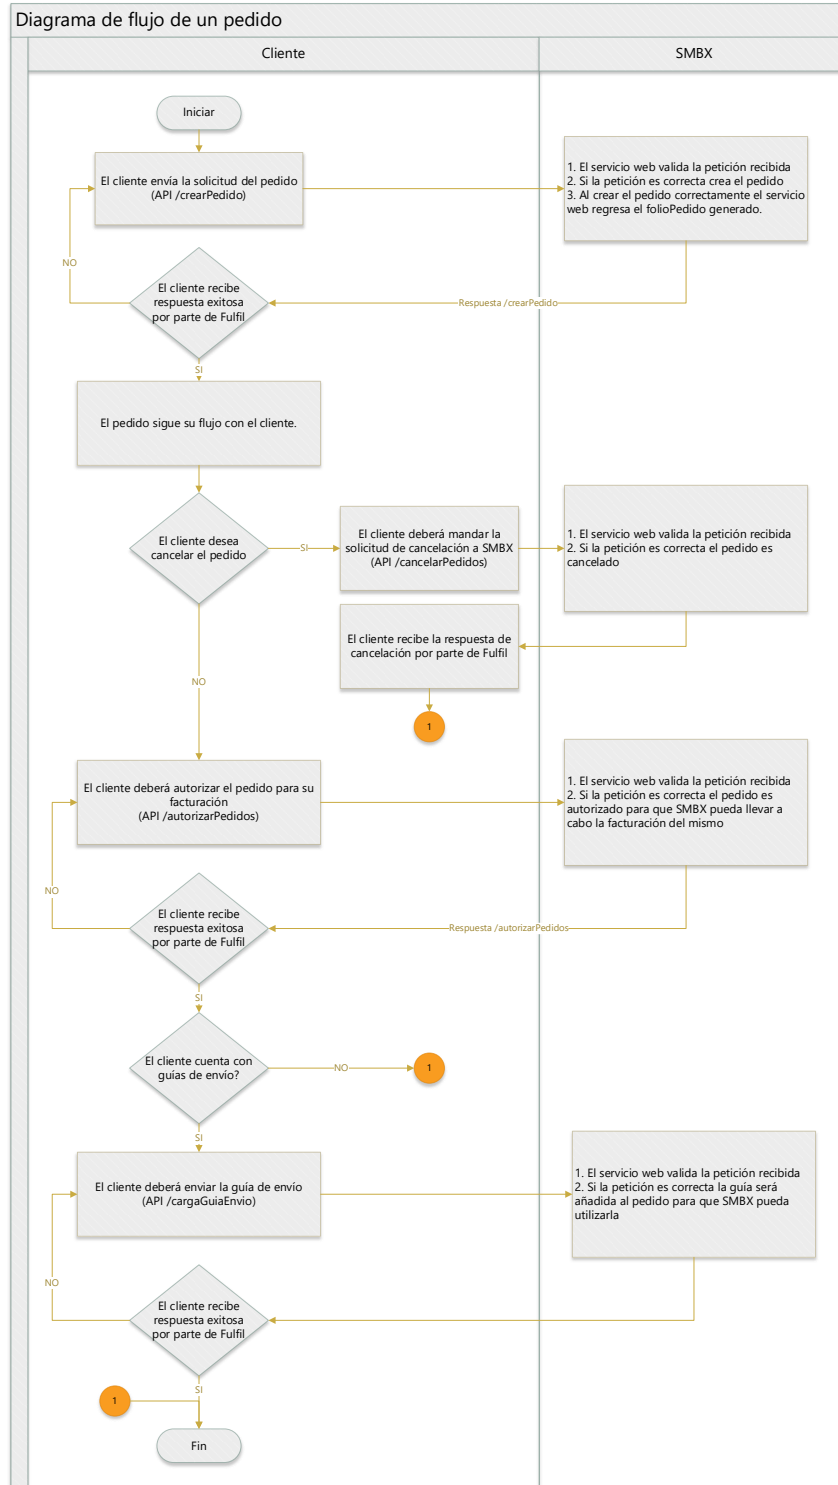 Diagrama de flujo de un pedido
Cliente
SMBX
Iniciar
El cliente envía la solicitud del pedido
(API /crearPedido)
1. El servicio web valida la petición recibida
2. Si la petición es correcta crea el pedido
3. Al crear el pedido correctamente el servicio
web regresa el folioPedido generado.
NO
El cliente recibe
respuesta exitosa
por parte de Fulfil
Respuesta /crearPedido
SI
El pedido sigue su flujo con el cliente.
El cliente desea
cancelar el pedido
SI
El cliente deberá mandar la
solicitud de cancelación a SMBX
(API /cancelarPedidos)
1. El servicio web valida la petición recibida
2. Si la petición es correcta el pedido es
cancelado
El cliente recibe la respuesta de
cancelación por parte de Fulfil
NO
1
El cliente deberá autorizar el pedido para su
facturación
(API /autorizarPedidos)
1. El servicio web valida la petición recibida
2. Si la petición es correcta el pedido es
autorizado para que SMBX pueda llevar a
cabo la facturación del mismo
NO
El cliente recibe
respuesta exitosa
por parte de Fulfil
Respuesta /autorizarPedidos
SI
El cliente cuenta con
guías de envío?
NO
1
SI
El cliente deberá enviar la guía de envío
(API /cargaGuiaEnvio)
1. El servicio web valida la petición recibida
2. Si la petición es correcta la guía será
añadida al pedido para que SMBX pueda
utilizarla
NO
El cliente recibe
respuesta exitosa
por parte de Fulfil
SI
1
Fin